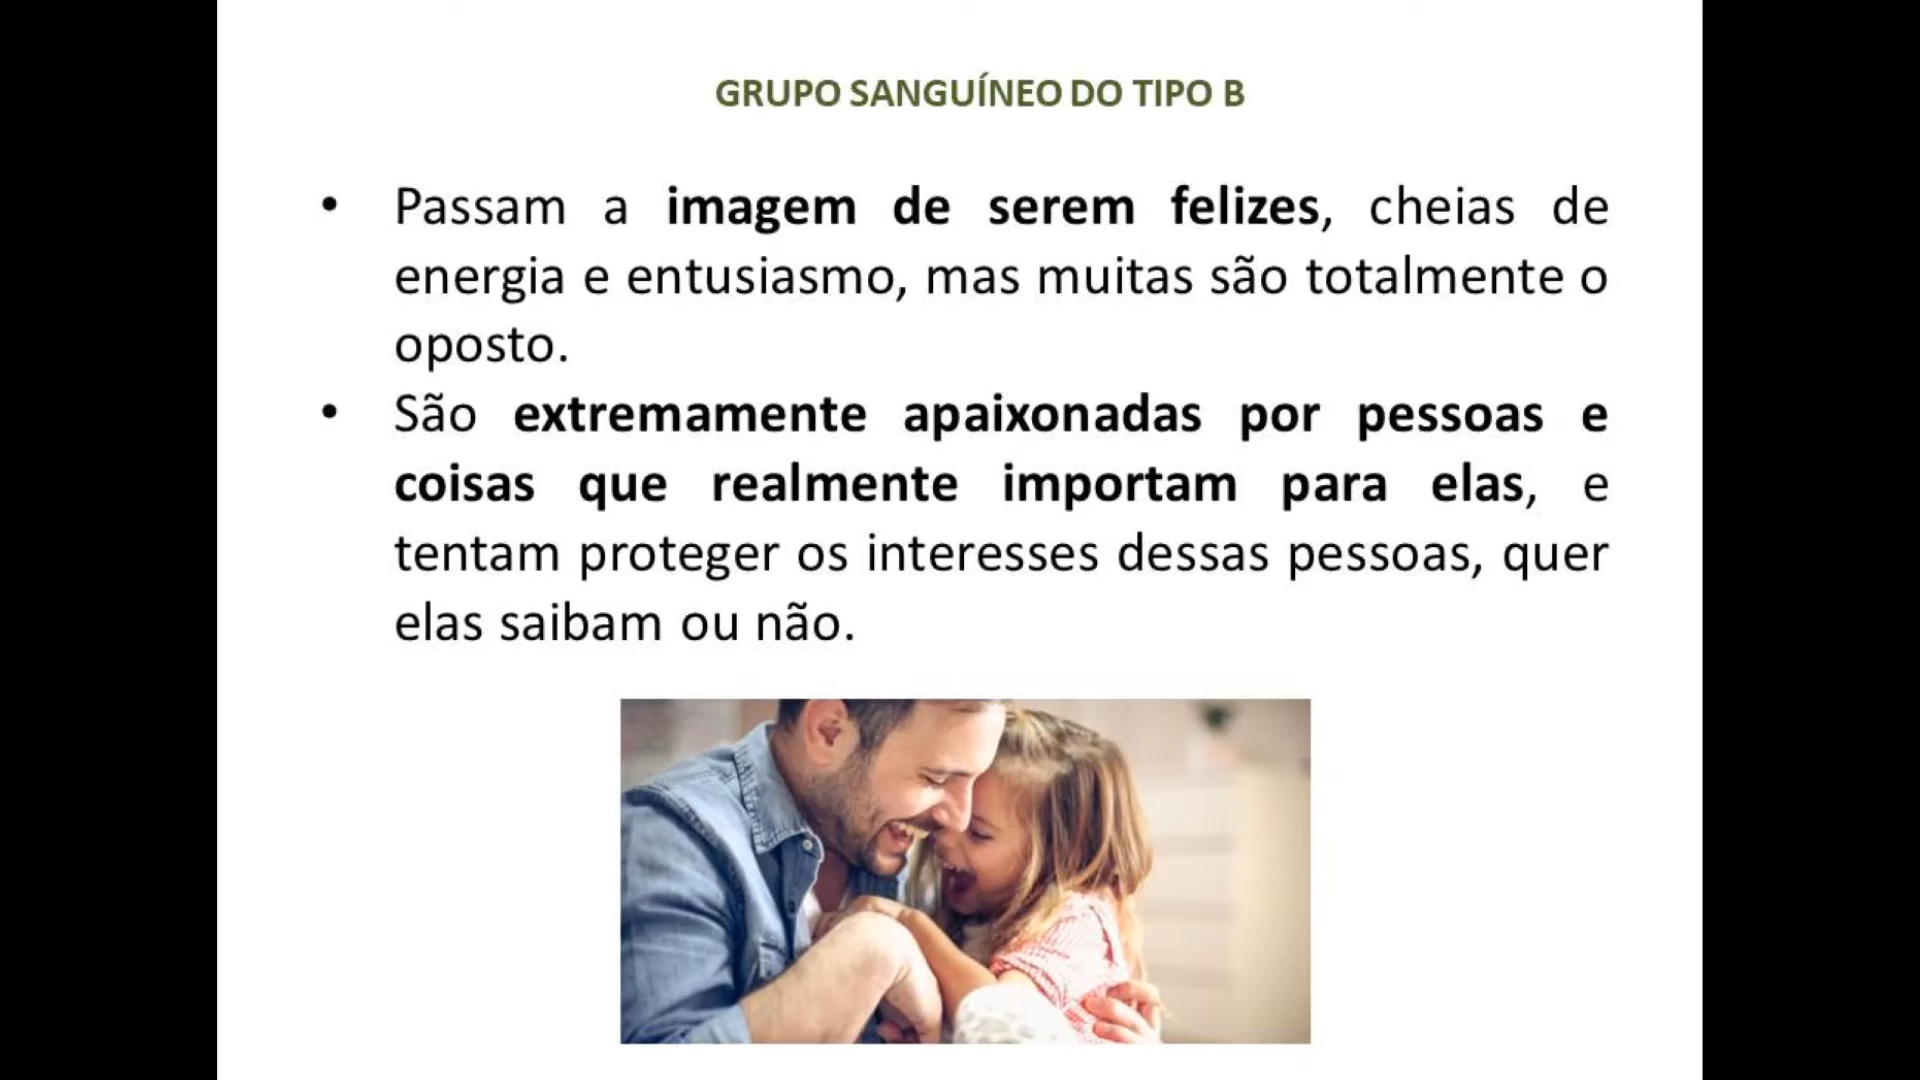 GRUPO SANGUÍNEO DO TIPO B
• Passam a imagem de serem felizes, cheias de
energia e entusiasmo, mas muitas são totalmente o
oposto.
• São extremamente apaixonadas por pessoas e
coisas que realmente importam para elas, e
tentam proteger os interesses dessas pessoas, quer
elas saibam ou não.